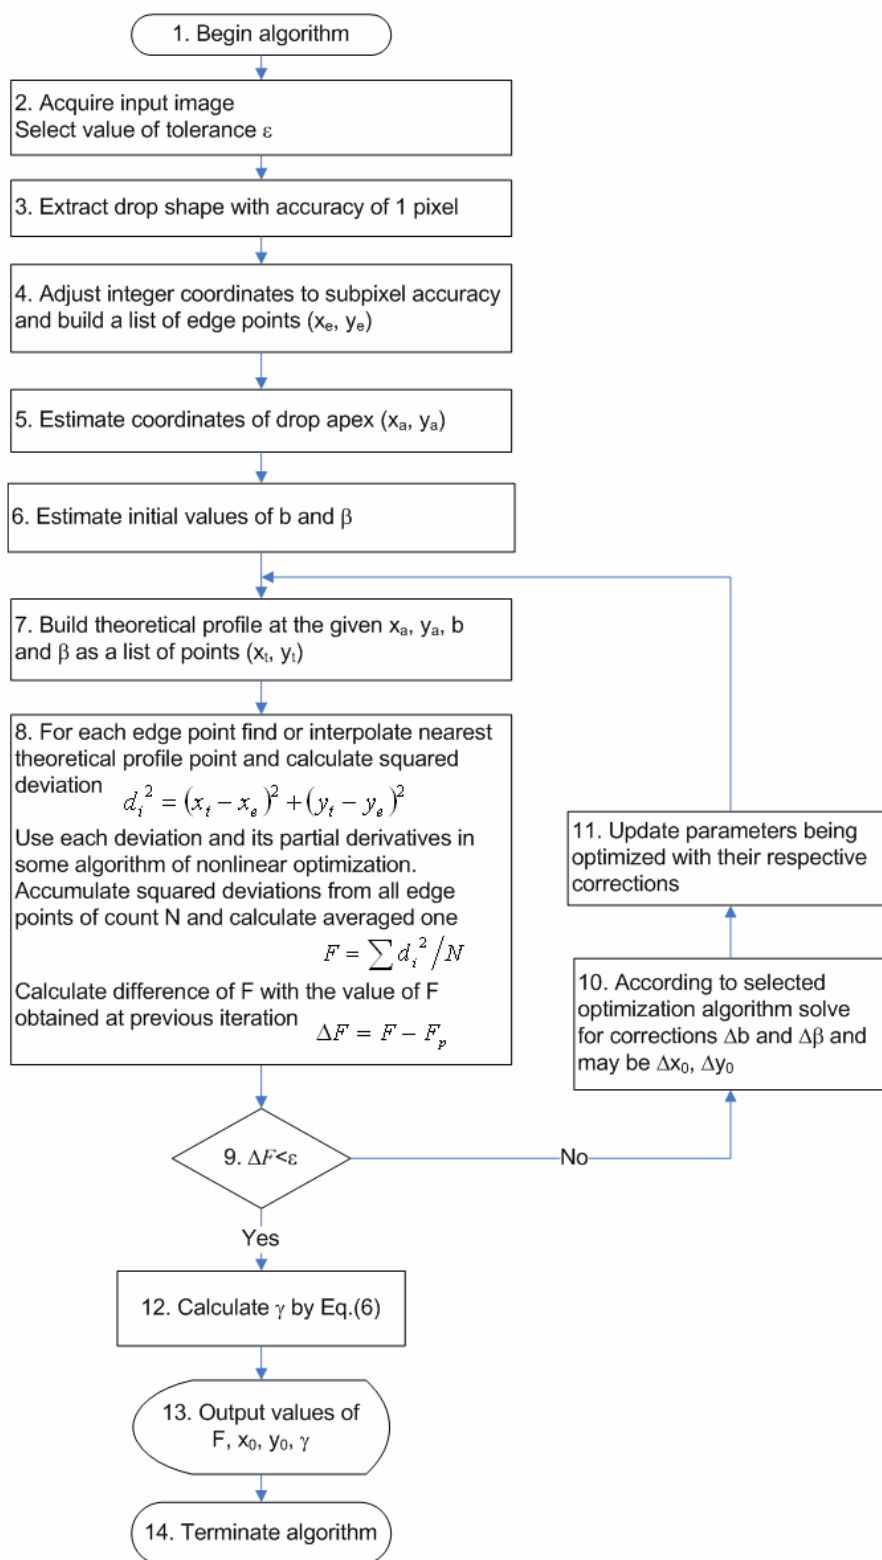 1. Begin algorithm
2. Acquire input image
Select value of tolerance ε
3. Extract drop shape with accuracy of 1 pixel
4. Adjust integer coordinates to subpixel accuracy
and build a list of edge points (xₑ, yₑ)
5. Estimate coordinates of drop apex (xₐ, yₐ)
6. Estimate initial values of b and β
7. Build theoretical profile at the given xₐ, yₐ, b
and β as a list of points (xₜ, yₜ)
8. For each edge point find or interpolate nearest
theoretical profile point and calculate squared
deviation
dᵢ² = (xₜ − xₑ)² + (yₜ − yₑ)²
Use each deviation and its partial derivatives in
some algorithm of nonlinear optimization.
Accumulate squared deviations from all edge
points of count N and calculate averaged one
F = ∑ dᵢ² / N
Calculate difference of F with the value of F
obtained at previous iteration
ΔF = F − Fₚ
9. ΔF<ε
No
10. According to selected
optimization algorithm solve
for corrections Δb and Δβ and
may be Δx₀, Δy₀
11. Update parameters being
optimized with their respective
corrections
Yes
12. Calculate γ by Eq.(6)
13. Output values of
F, x₀, y₀, γ
14. Terminate algorithm